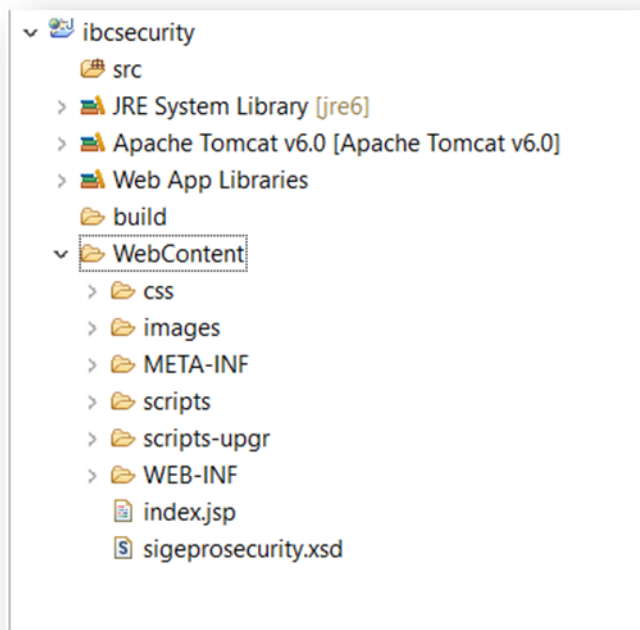 ibcsecurity
src
JRE System Library [jre6]
Apache Tomcat v6.0 [Apache Tomcat v6.0]
Web App Libraries
build
WebContent
css
images
META-INF
scripts
scripts-upgr
WEB-INF
index.jsp
sigeprosecurity.xsd